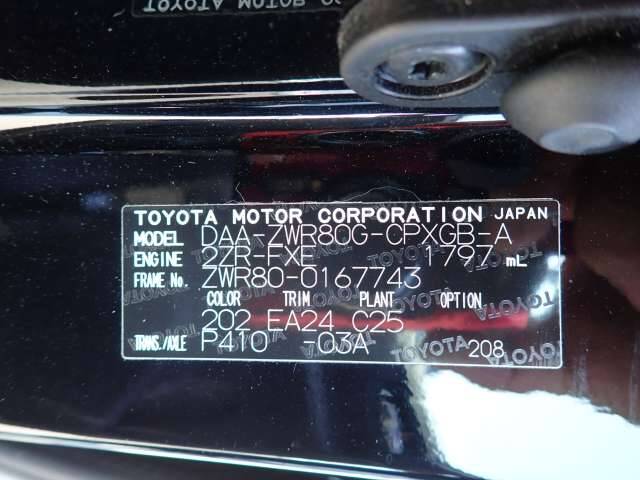 TOYOTA MOTOR CORPORATION JAPAN
MODEL DAA-ZWR80G-CPXGB-A
ENGINE 2ZR-FXE 1797 mL
FRAME No. ZWR80-0167743
COLOR TRIM PLANT OPTION
202 EA24 C25
TRANS./AXLE P410 -03A 208